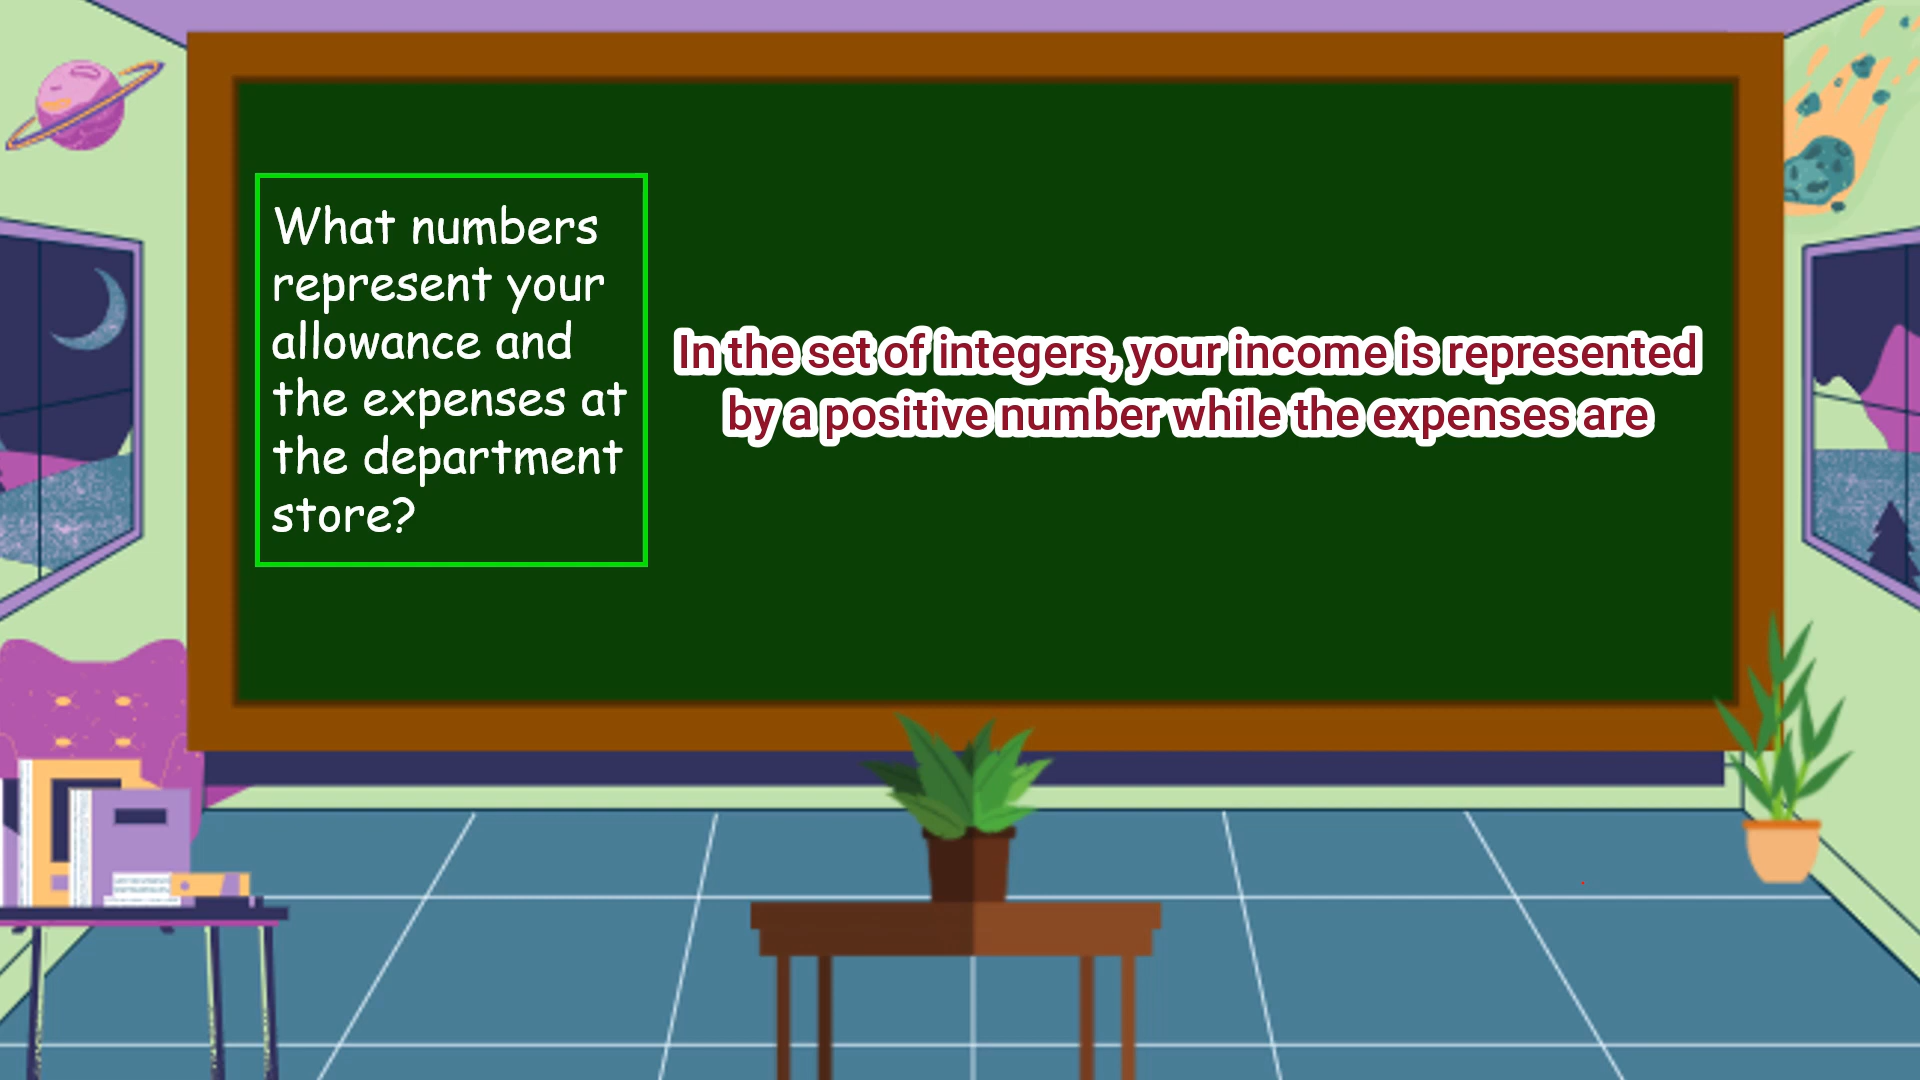 What numbers
represent your
allowance and
the expenses at
the department
store?
In the set of integers, your income is represented
by a positive number while the expenses are